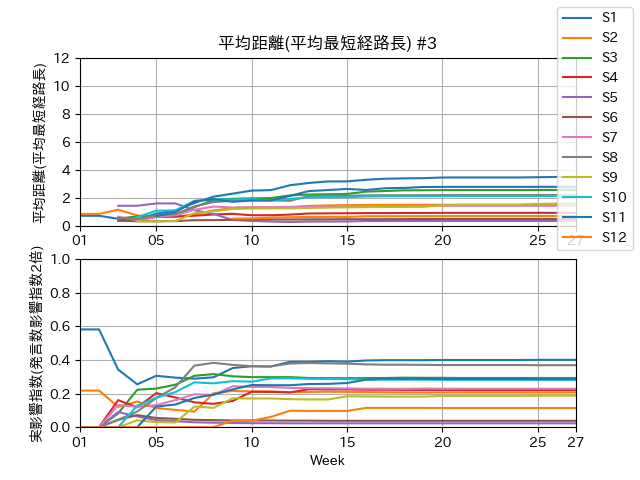 平均距離(平均最短経路長) #3
平均距離(平均最短経路長)
12
10
8
6
4
2
0
01 05 10 15 20 25 27
S1
S2
S3
S4
S5
S6
S7
S8
S9
S10
S11
S12
実影響指数(発言数影響指数2倍)
1.0
0.8
0.6
0.4
0.2
0.0
01 05 10 15 20 25 27
Week